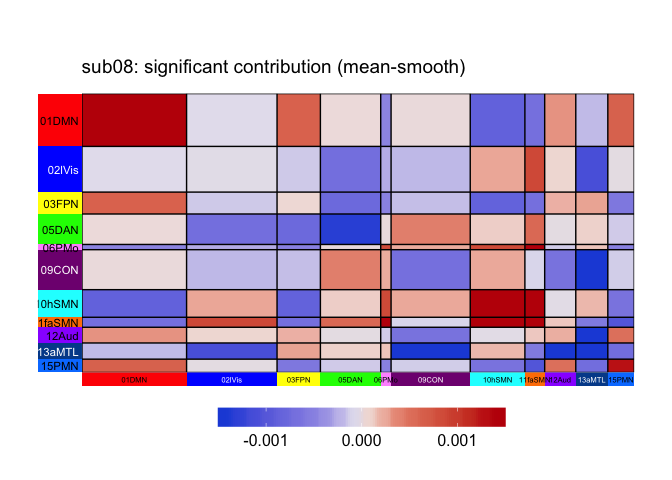 sub08: significant contribution (mean-smooth)
01DMN
02lVis
03FPN
05DAN
06PMo
09CON
10hSMN
11faSMN
12Aud
13aMTL
15PMN
01DMN 02lVis 03FPN 05DAN 06PMo 09CON 10hSMN 11faSMN 12Aud 13aMTL 15PMN
-0.001 0.000 0.001